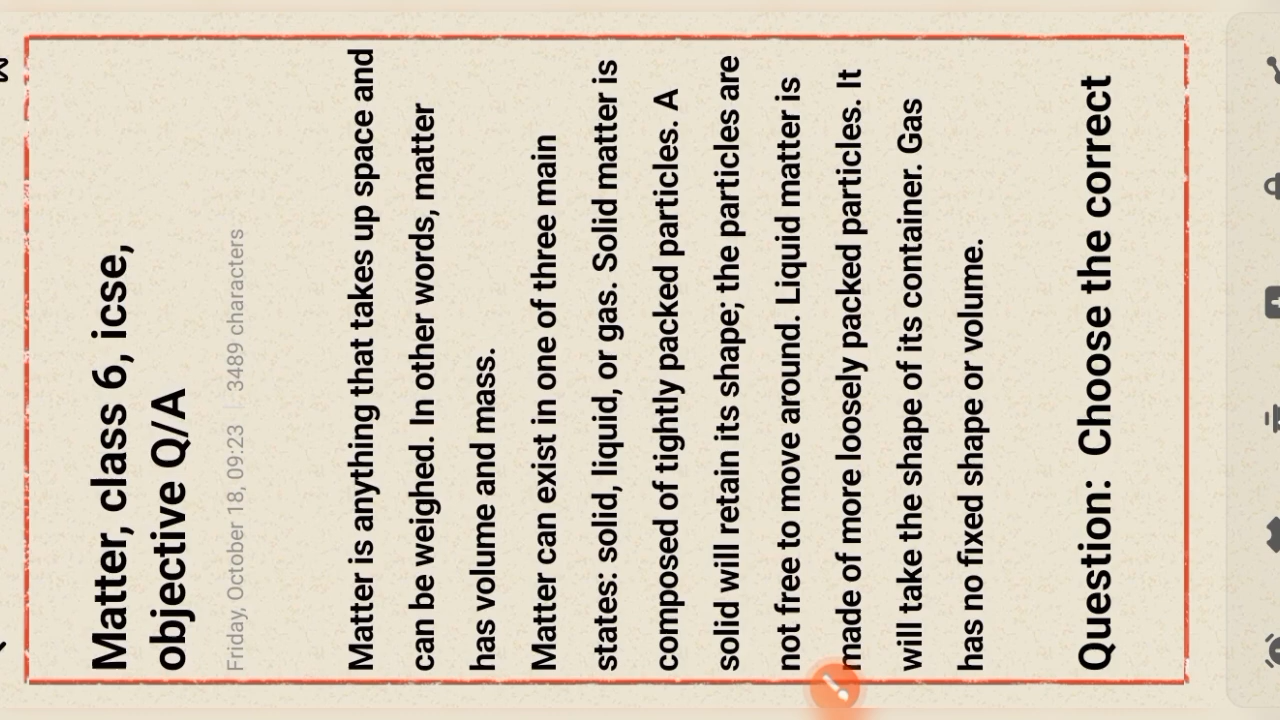 Matter, class 6, icse,
objective Q/A
Friday, October 18, 09:23 | 3489 characters
Matter is anything that takes up space and
can be weighed. In other words, matter
has volume and mass.
Matter can exist in one of three main
states: solid, liquid, or gas. Solid matter is
composed of tightly packed particles. A
solid will retain its shape; the particles are
not free to move around. Liquid matter is
made of more loosely packed particles. It
will take the shape of its container. Gas
has no fixed shape or volume.
Question: Choose the correct